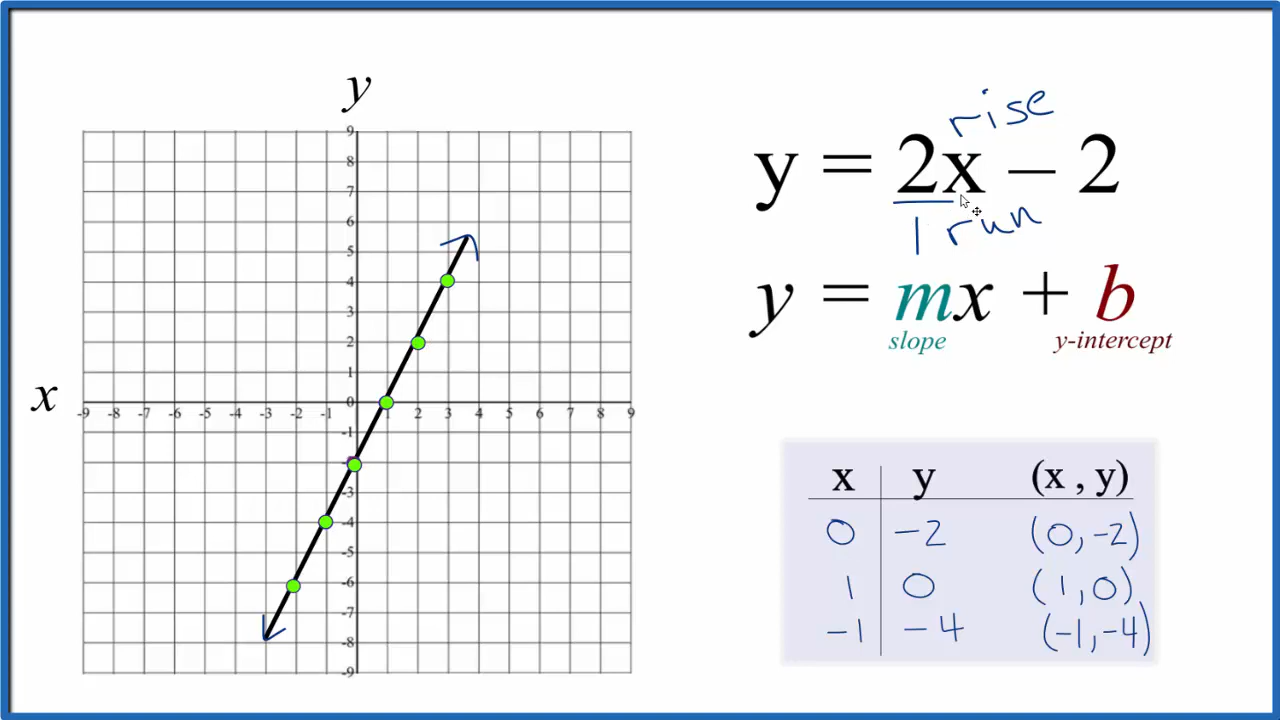 y
9
8
7
6
5
4
3
2
1
x
0
-9 -8 -7 -6 -5 -4 -3 -2 -1 1 2 3 4 5 6 7 8 9
-1
-3
-4
-5
-6
-7
-8
-9
rise
y = 2x – 2
1 run
y = mx + b
slope y-intercept
x y (x , y)
0 -2 (0, -2)
1 0 (1, 0)
-1 -4 (-1, -4)